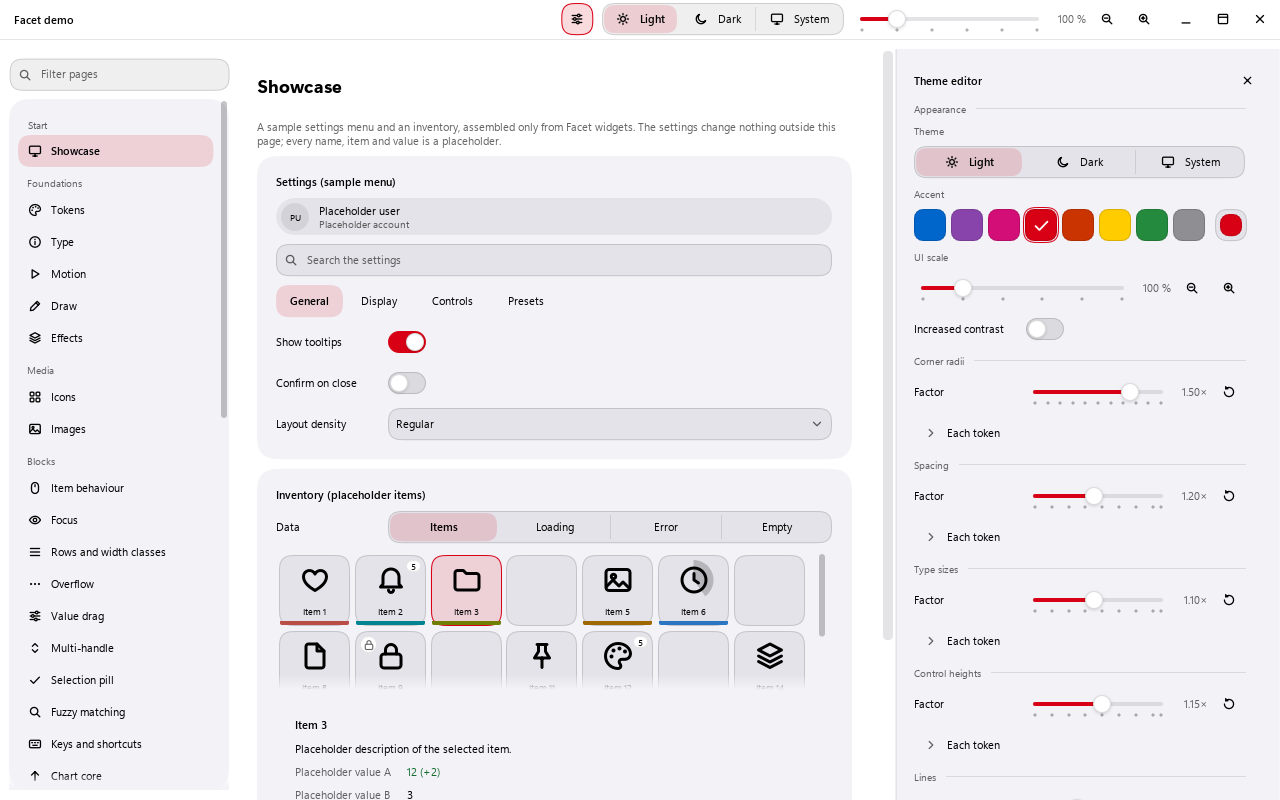 Facet demo
Light
Dark
System
100 %
Filter pages
Start
Showcase
Foundations
Tokens
Type
Motion
Draw
Effects
Media
Icons
Images
Blocks
Item behaviour
Focus
Rows and width classes
Overflow
Value drag
Multi-handle
Selection pill
Fuzzy matching
Keys and shortcuts
Chart core
Showcase
A sample settings menu and an inventory, assembled only from Facet widgets. The settings change nothing outside this
page; every name, item and value is a placeholder.
Settings (sample menu)
PU
Placeholder user
Placeholder account
Search the settings
General
Display
Controls
Presets
Show tooltips
Confirm on close
Layout density
Regular
Inventory (placeholder items)
Data
Items
Loading
Error
Empty
Item 1
5
Item 2
Item 3
Item 5
Item 6
5
Item 3
Placeholder description of the selected item.
Placeholder value A 12 (+2)
Placeholder value B 3
Theme editor
Appearance
Theme
Light
Dark
System
Accent
UI scale
100 %
Increased contrast
Corner radii
Factor
1.50×
Each token
Spacing
Factor
1.20×
Each token
Type sizes
Factor
1.10×
Each token
Control heights
Factor
1.15×
Each token
Lines